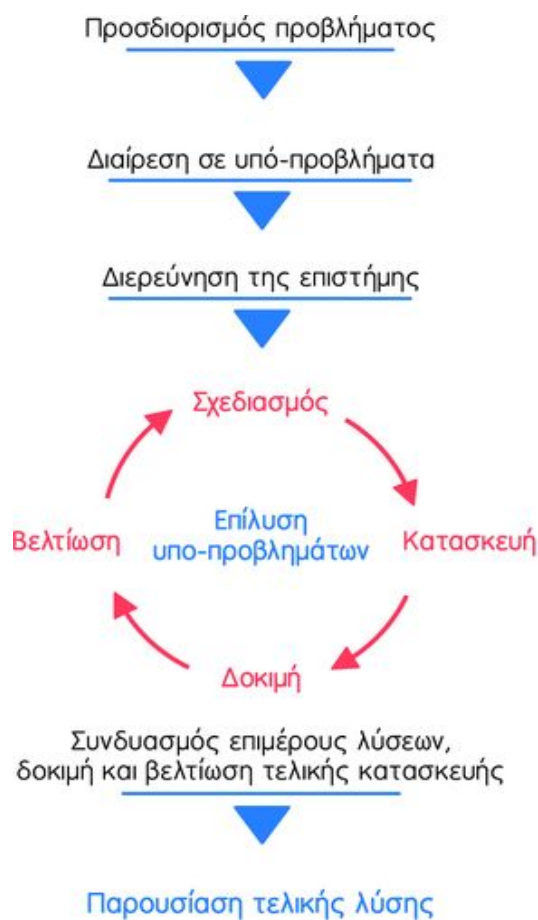 Προσδιορισμός προβλήματος
Διαίρεση σε υπό-προβλήματα
Διερεύνηση της επιστήμης
Σχεδιασμός
Βελτίωση
Επίλυση
υπο-προβλημάτων
Κατασκευή
Δοκιμή
Συνδυασμός επιμέρους λύσεων,
δοκιμή και βελτίωση τελικής κατασκευής
Παρουσίαση τελικής λύσης